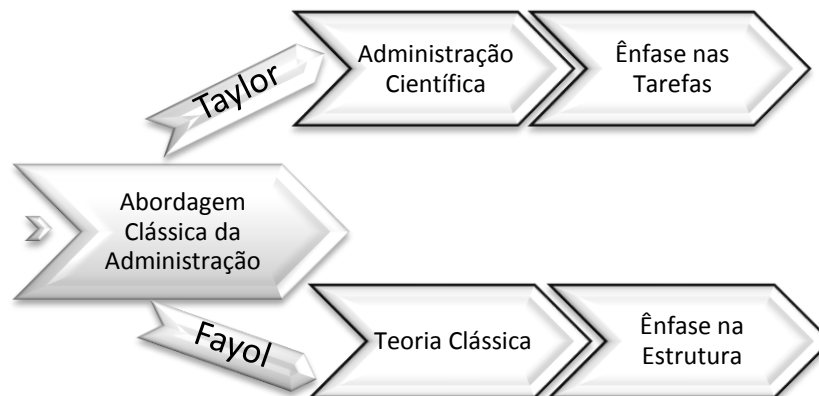 Taylor
Administração
Científica
Ênfase nas
Tarefas
Abordagem
Clássica da
Administração
Fayol
Teoria Clássica
Ênfase na
Estrutura